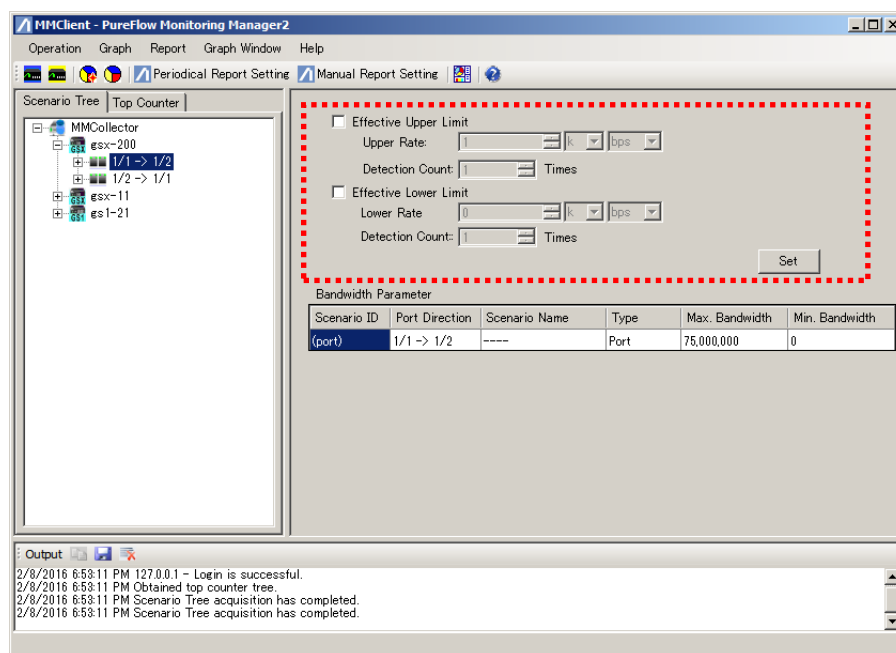 MMClient - PureFlow Monitoring Manager2
Operation Graph Report Graph Window Help
Periodical Report Setting Manual Report Setting
Scenario Tree Top Counter
MMCollector
gsx-200
1/1 -> 1/2
1/2 -> 1/1
gsx-11
gs1-21
Effective Upper Limit
Upper Rate: 1 k bps
Detection Count: 1 Times
Effective Lower Limit
Lower Rate 0 k bps
Detection Count: 1 Times
Set
Bandwidth Parameter
Scenario ID Port Direction Scenario Name Type Max. Bandwidth Min. Bandwidth
(port) 1/1 -> 1/2 ---- Port 75,000,000 0
Output
2/8/2016 6:53:11 PM 127.0.0.1 - Login is successful.
2/8/2016 6:53:11 PM Obtained top counter tree.
2/8/2016 6:53:11 PM Scenario Tree acquisition has completed.
2/8/2016 6:53:11 PM Scenario Tree acquisition has completed.